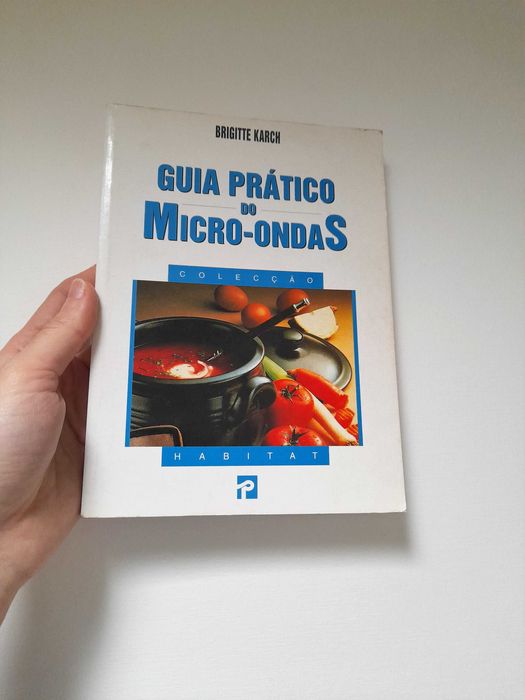 BRIGITTE KARCH
GUIA PRÁTICO
DO
MICRO-ONDAS
COLECÇÃO
HABITAT